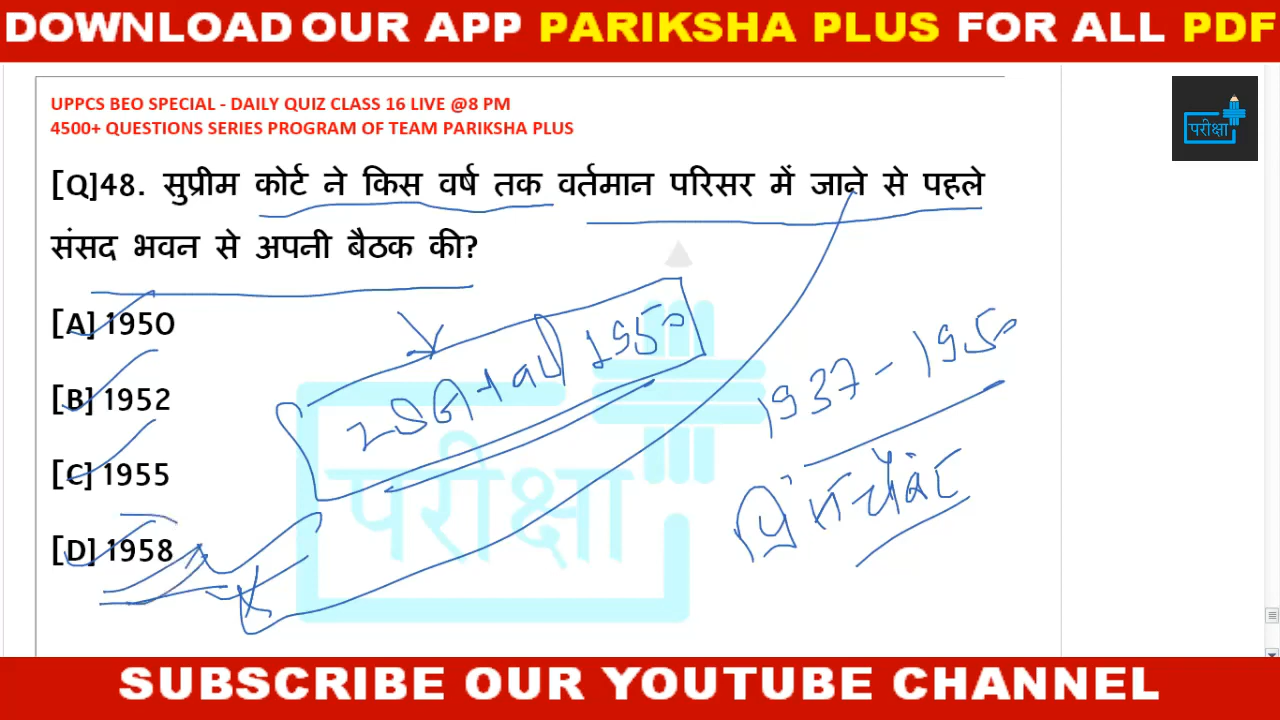 DOWNLOAD OUR APP PARIKSHA PLUS FOR ALL PDF
UPPCS BEO SPECIAL - DAILY QUIZ CLASS 16 LIVE @8 PM
4500+ QUESTIONS SERIES PROGRAM OF TEAM PARIKSHA PLUS
परीक्षा
[Q]48. सुप्रीम कोर्ट ने किस वर्ष तक वर्तमान परिसर में जाने से पहले
संसद भवन से अपनी बैठक की?
[A] 1950
[B] 1952
[C] 1955
[D] 1958
1950
1937 - 1950
परीक्षा
SUBSCRIBE OUR YOUTUBE CHANNEL